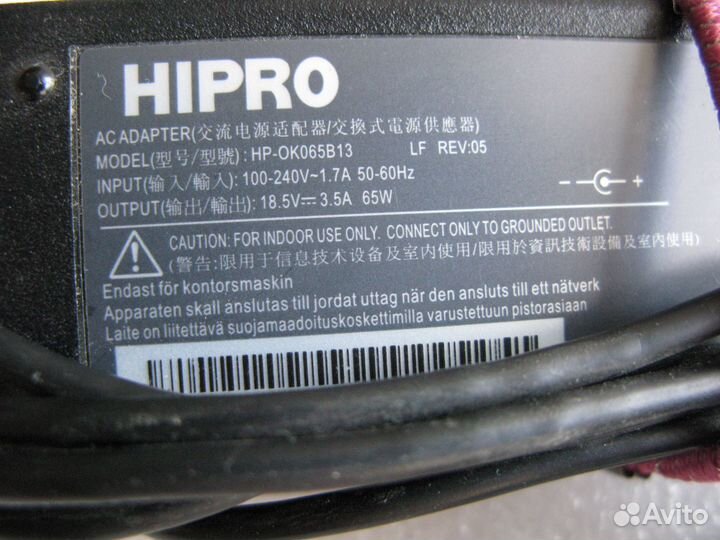 HIPRO
AC ADAPTER(交流电源适配器/交換式電源供應器)
MODEL(型号/型號): HP-OK065B13 LF REV:05
INPUT(输入/輸入): 100-240V~1.7A 50-60Hz
OUTPUT(输出/輸出): 18.5V⎓3.5A 65W
- +
CAUTION: FOR INDOOR USE ONLY. CONNECT ONLY TO GROUNDED OUTLET.
(警告:限用于信息技术设备及室内使用/限用於資訊技術設備及室內使用)
Endast för kontorsmaskin
Apparaten skall anslutas till jordat uttag när den ansluts till ett nätverk
Laite on liitettävä suojamaadoituskoskettimilla varustettuun pistorasiaan
Avito